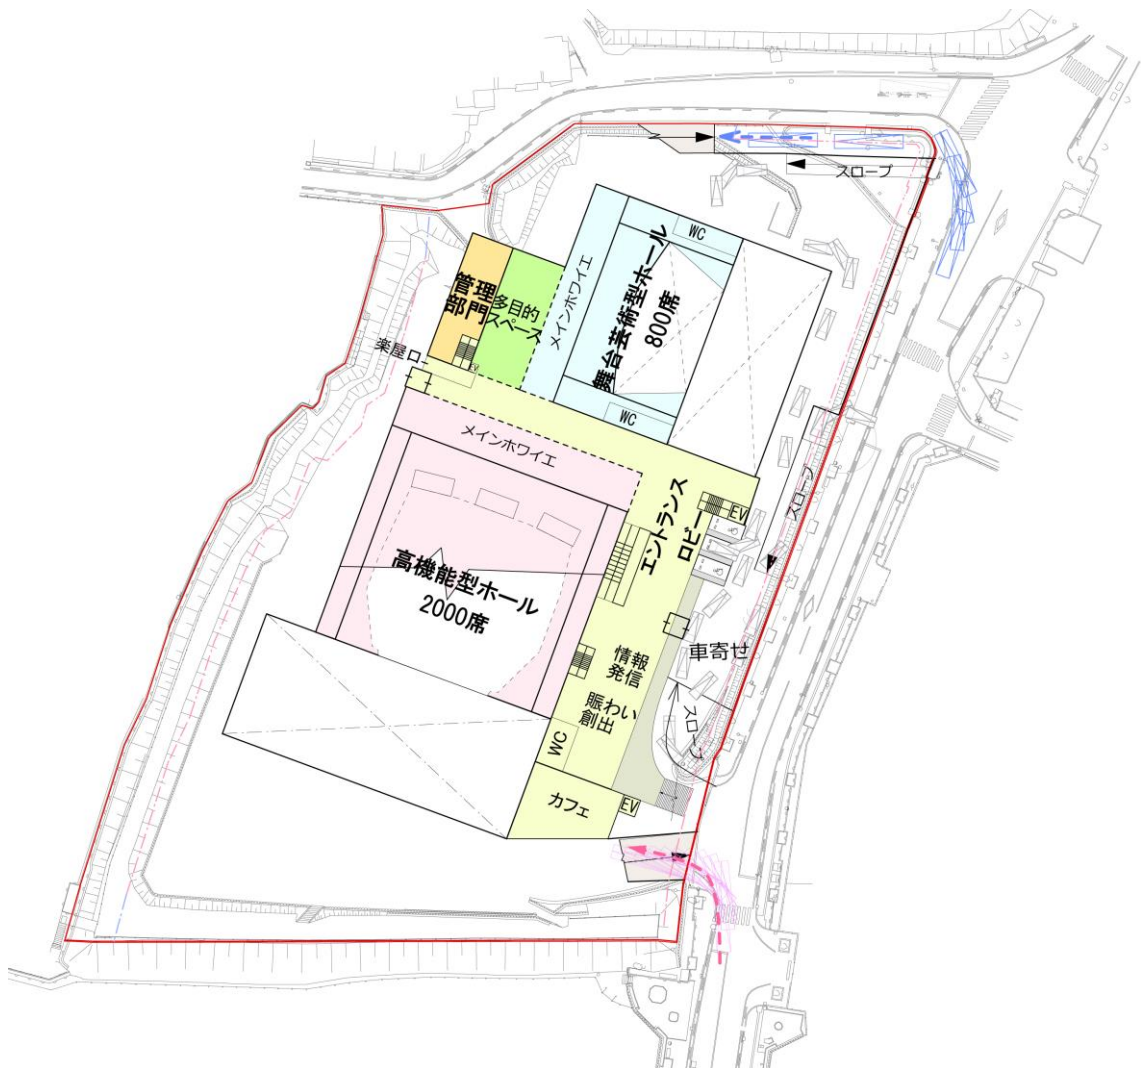 スロープ
WC
舞台芸術型ホール
800席
メインホワイエ
管理
部門
多目的
スペース
楽屋口
EV
WC
メインホワイエ
エントランス
ロビー
EV
スロープ
高機能型ホール
2000席
車寄せ
情報
発信
賑わい
創出
スロープ
WC
カフェ
EV